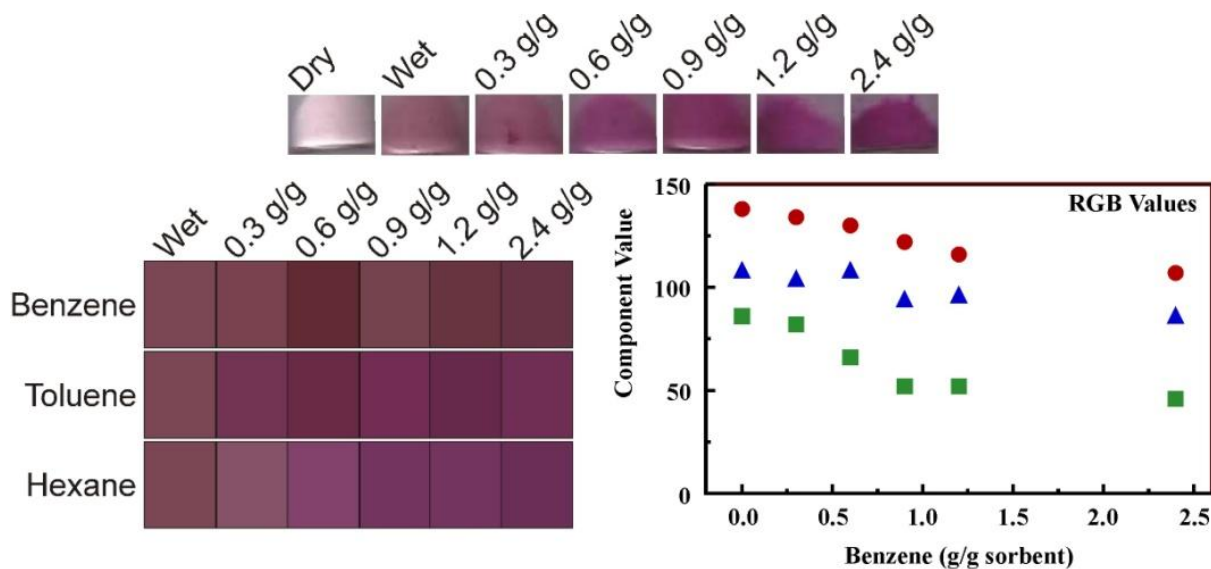 Dry Wet 0.3 g/g 0.6 g/g 0.9 g/g 1.2 g/g 2.4 g/g
Wet 0.3 g/g 0.6 g/g 0.9 g/g 1.2 g/g 2.4 g/g
Benzene
Toluene
Hexane
RGB Values
150
100
50
0
Component Value
0.0 0.5 1.0 1.5 2.0 2.5
Benzene (g/g sorbent)